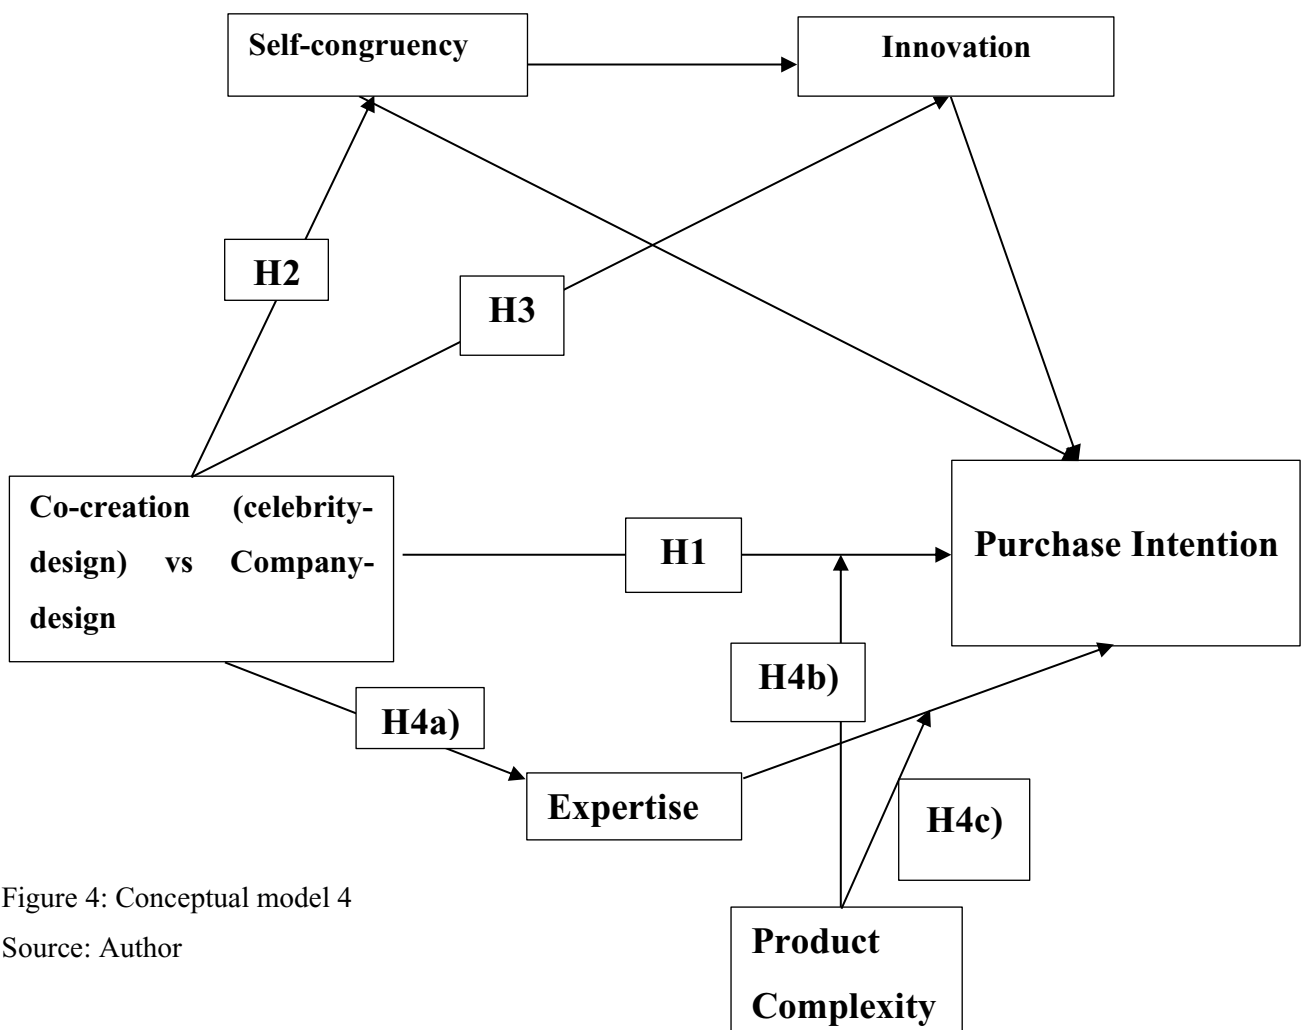 Self-congruency
Innovation
H2
H3
Co-creation (celebrity-
design) vs Company-
design
H1
Purchase Intention
H4b)
H4a)
Expertise
H4c)
Figure 4: Conceptual model 4
Source: Author
Product
Complexity